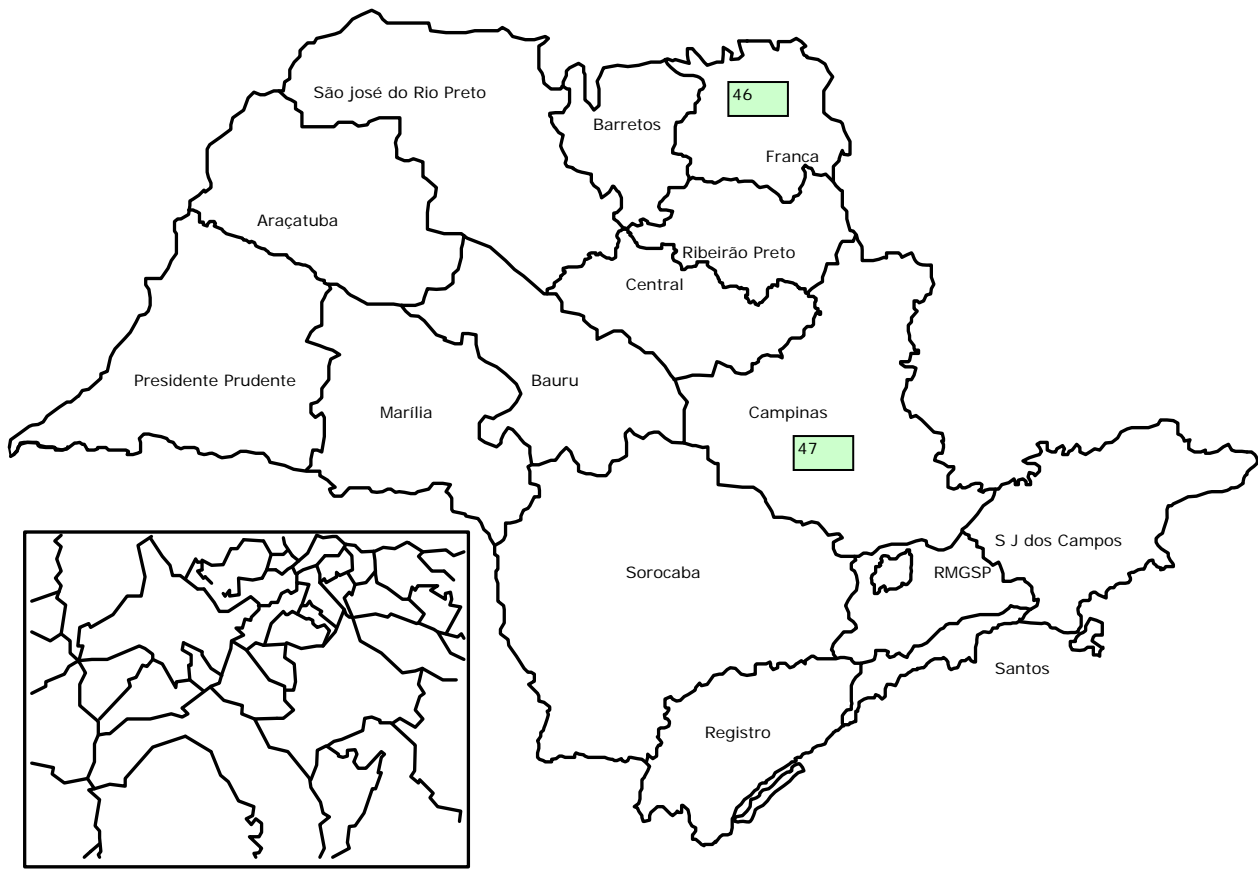 46
São josé do Rio Preto
Barretos
Franca
Araçatuba
Ribeirão Preto
Central
Presidente Prudente
Bauru
Marília
Campinas
47
S J dos Campos
Sorocaba
RMGSP
Santos
Registro